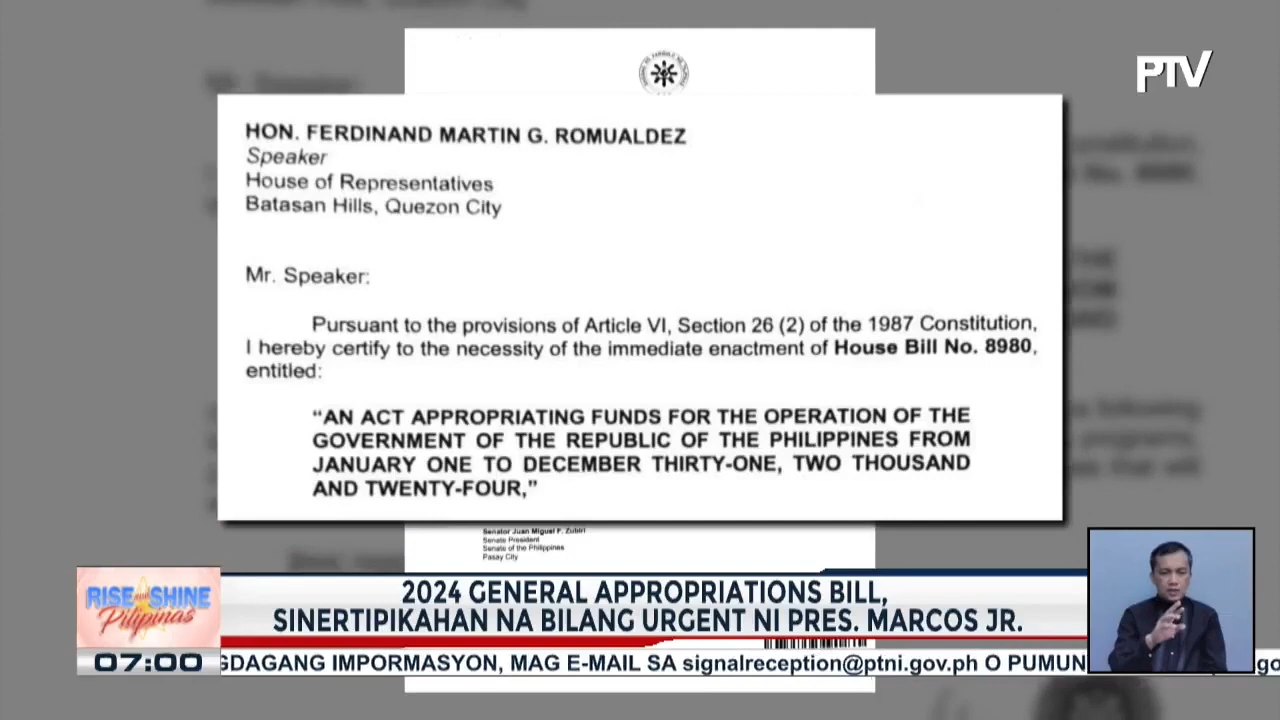 PTV
HON. FERDINAND MARTIN G. ROMUALDEZ
Speaker
House of Representatives
Batasan Hills, Quezon City
Mr. Speaker:
Pursuant to the provisions of Article VI, Section 26 (2) of the 1987 Constitution,
I hereby certify to the necessity of the immediate enactment of House Bill No. 8980,
entitled:
“AN ACT APPROPRIATING FUNDS FOR THE OPERATION OF THE
GOVERNMENT OF THE REPUBLIC OF THE PHILIPPINES FROM
JANUARY ONE TO DECEMBER THIRTY-ONE, TWO THOUSAND
AND TWENTY-FOUR,”
Senator Juan Miguel F. Zubiri
Senate President
Senate of the Philippines
Pasay City
RISE and SHINE
Pilipinas
2024 GENERAL APPROPRIATIONS BILL,
SINERTIPIKAHAN NA BILANG URGENT NI PRES. MARCOS JR.
07:00
GDAGANG IMPORMASYON, MAG E-MAIL SA signalreception@ptni.gov.ph O PUMUN